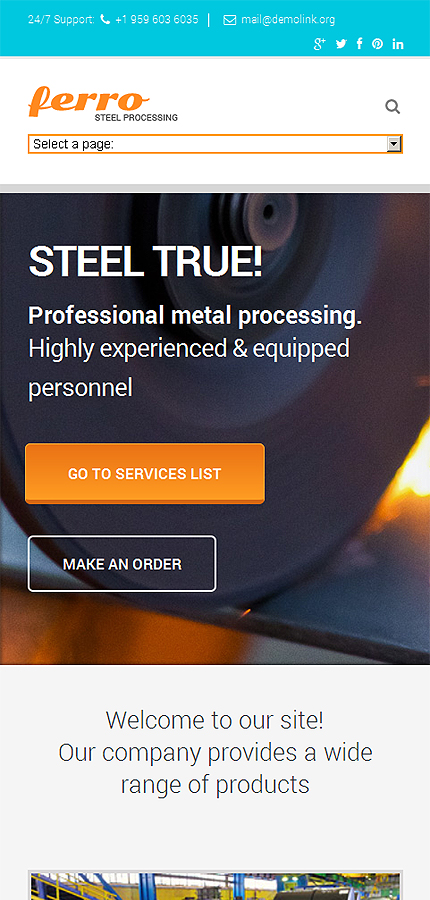 24/7 Support: +1 959 603 6035 | mail@demolink.org
ferro
STEEL PROCESSING
Select a page:
STEEL TRUE!
Professional metal processing.
Highly experienced & equipped
personnel
GO TO SERVICES LIST
MAKE AN ORDER
Welcome to our site!
Our company provides a wide
range of products